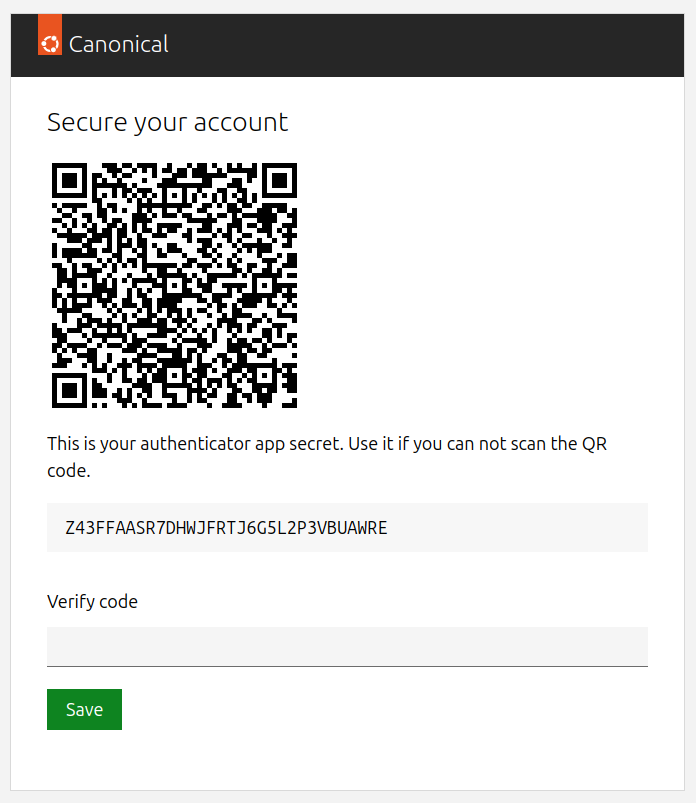 Canonical
Secure your account
This is your authenticator app secret. Use it if you can not scan the QR
code.
Z43FFAASR7DHWJFRTJ6G5L2P3VBUAWRE
Verify code
Save